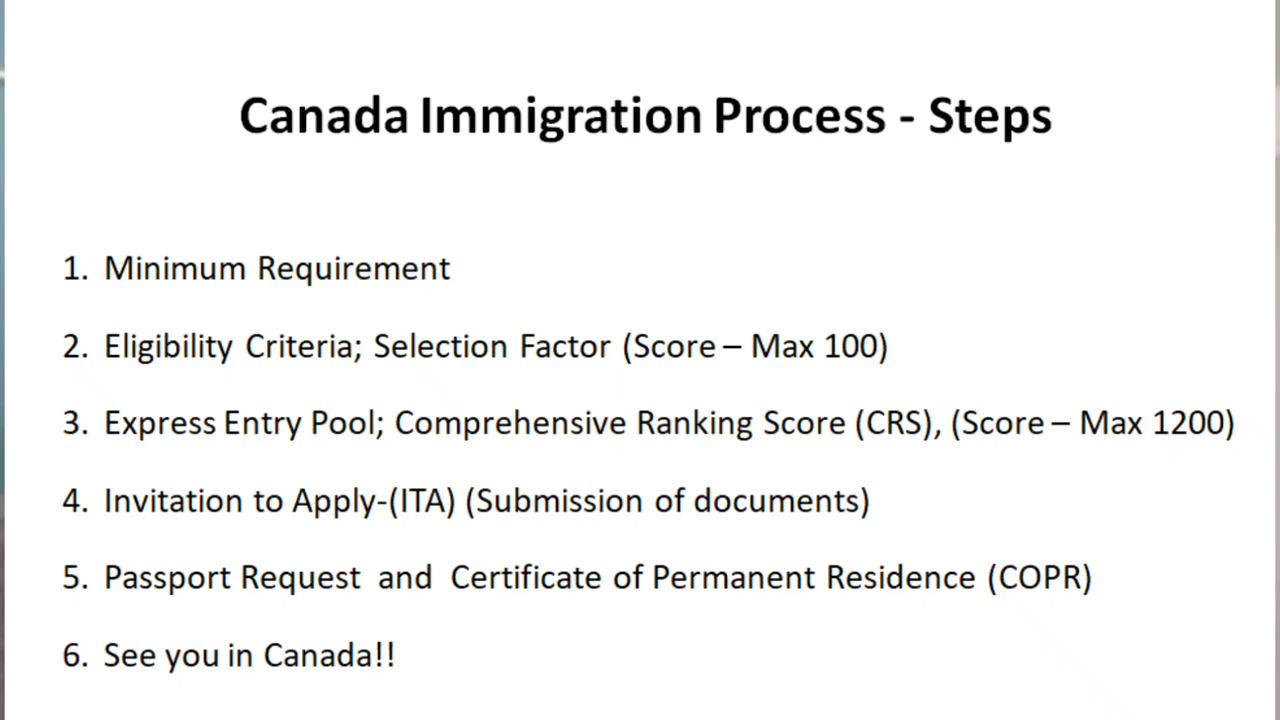 Canada Immigration Process - Steps
1. Minimum Requirement
2. Eligibility Criteria; Selection Factor (Score – Max 100)
3. Express Entry Pool; Comprehensive Ranking Score (CRS), (Score – Max 1200)
4. Invitation to Apply-(ITA) (Submission of documents)
5. Passport Request and Certificate of Permanent Residence (COPR)
6. See you in Canada!!